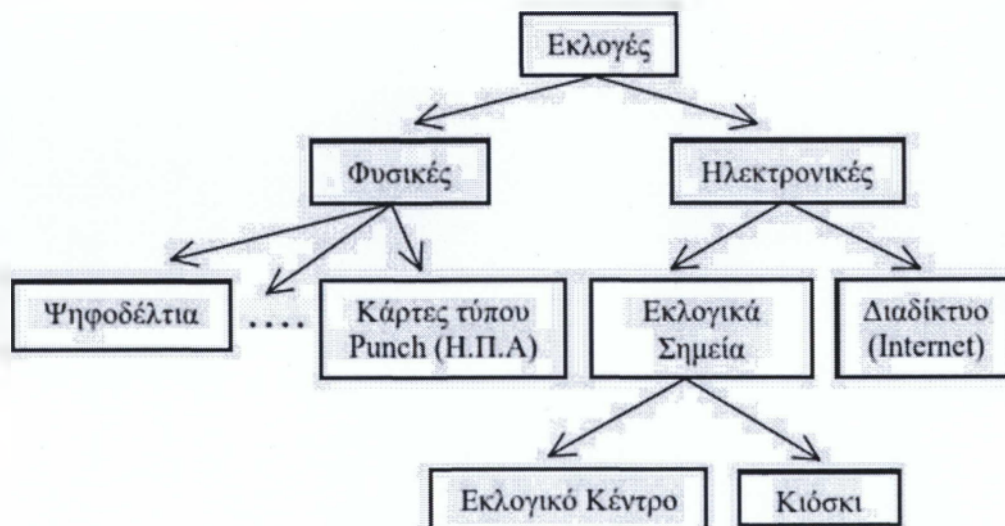 Εκλογές
Φυσικές
Ηλεκτρονικές
Ψηφοδέλτια
....
Κάρτες τύπου
Punch (Η.Π.Α)
Εκλογικά
Σημεία
Διαδίκτυο
(Internet)
Εκλογικό Κέντρο
Κιόσκι